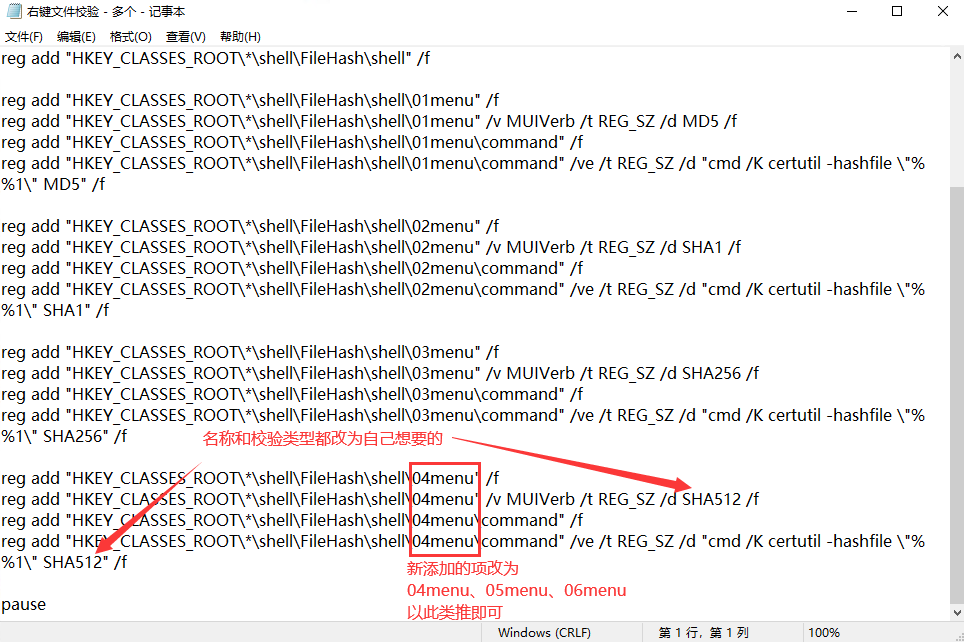 右键文件校验 - 多个 - 记事本
文件(F) 编辑(E) 格式(O) 查看(V) 帮助(H)
reg add "HKEY_CLASSES_ROOT\*\shell\FileHash\shell" /f
reg add "HKEY_CLASSES_ROOT\*\shell\FileHash\shell\01menu" /f
reg add "HKEY_CLASSES_ROOT\*\shell\FileHash\shell\01menu" /v MUIVerb /t REG_SZ /d MD5 /f
reg add "HKEY_CLASSES_ROOT\*\shell\FileHash\shell\01menu\command" /f
reg add "HKEY_CLASSES_ROOT\*\shell\FileHash\shell\01menu\command" /ve /t REG_SZ /d "cmd /K certutil -hashfile \"%
%1\" MD5" /f
reg add "HKEY_CLASSES_ROOT\*\shell\FileHash\shell\02menu" /f
reg add "HKEY_CLASSES_ROOT\*\shell\FileHash\shell\02menu" /v MUIVerb /t REG_SZ /d SHA1 /f
reg add "HKEY_CLASSES_ROOT\*\shell\FileHash\shell\02menu\command" /f
reg add "HKEY_CLASSES_ROOT\*\shell\FileHash\shell\02menu\command" /ve /t REG_SZ /d "cmd /K certutil -hashfile \"%
%1\" SHA1" /f
reg add "HKEY_CLASSES_ROOT\*\shell\FileHash\shell\03menu" /f
reg add "HKEY_CLASSES_ROOT\*\shell\FileHash\shell\03menu" /v MUIVerb /t REG_SZ /d SHA256 /f
reg add "HKEY_CLASSES_ROOT\*\shell\FileHash\shell\03menu\command" /f
reg add "HKEY_CLASSES_ROOT\*\shell\FileHash\shell\03menu\command" /ve /t REG_SZ /d "cmd /K certutil -hashfile \"%
%1\" SHA256" /f
名称和校验类型都改为自己想要的
reg add "HKEY_CLASSES_ROOT\*\shell\FileHash\shell\04menu" /f
reg add "HKEY_CLASSES_ROOT\*\shell\FileHash\shell\04menu" /v MUIVerb /t REG_SZ /d SHA512 /f
reg add "HKEY_CLASSES_ROOT\*\shell\FileHash\shell\04menu\command" /f
reg add "HKEY_CLASSES_ROOT\*\shell\FileHash\shell\04menu\command" /ve /t REG_SZ /d "cmd /K certutil -hashfile \"%
%1\" SHA512" /f
新添加的项改为
04menu、05menu、06menu
以此类推即可
pause
Windows (CRLF) 第 1 行，第 1 列 100%